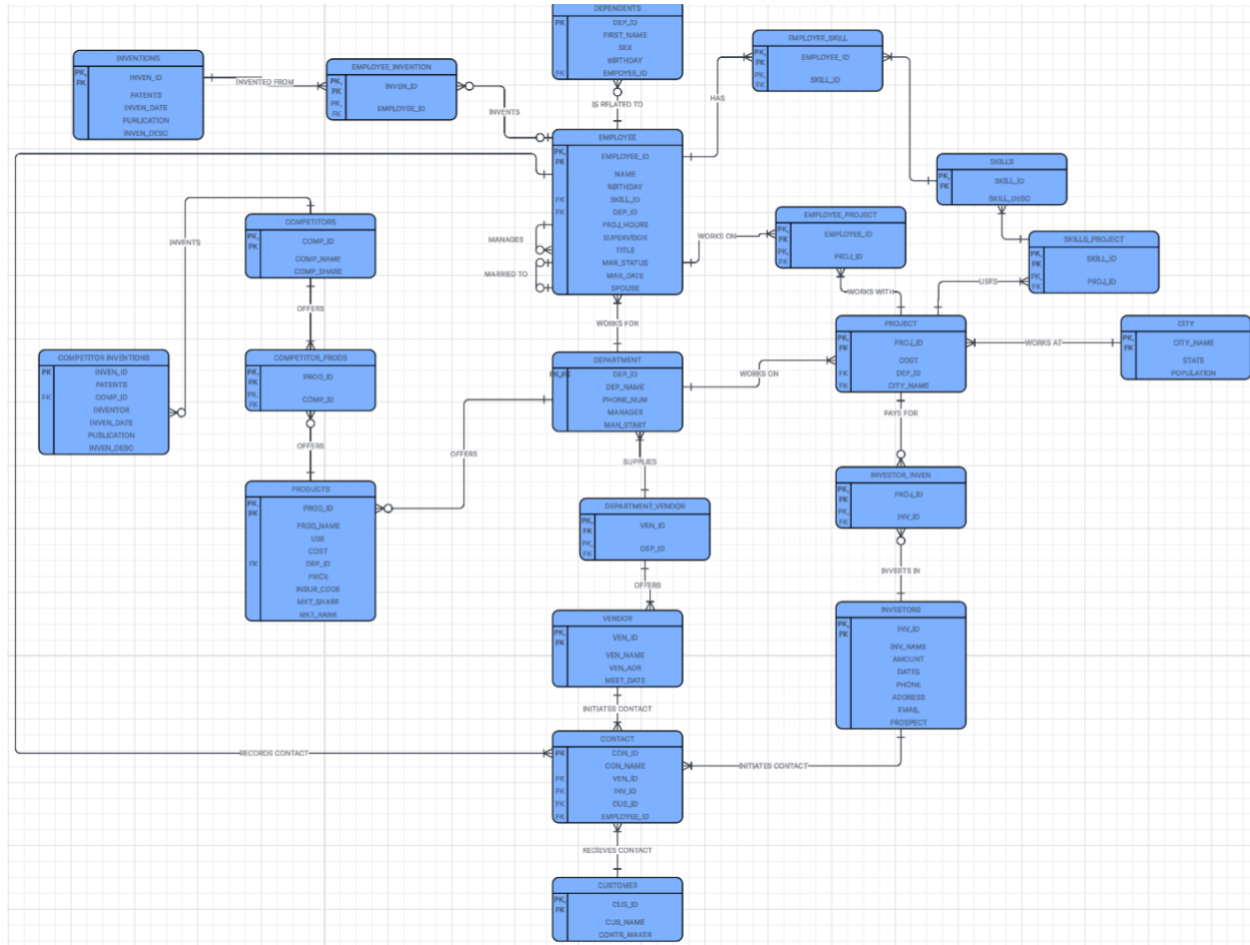 DEPENDENTS
PK DEP_ID
FIRST_NAME
SEX
BIRTHDAY
FK EMPOYEE_ID
IS RELATED TO
EMPLOYEE_SKILL
PK, FK EMPLOYEE_ID
PK, FK SKILL_ID
HAS
INVENTIONS
PK, FK INVEN_ID
PATENTS
INVEN_DATE
PURLICATION
INVEN_DESC
INVENTED FROM
EMPLOYEE_INVENTION
PK, FK INVEN_ID
PK, FK EMPLOYEE_ID
INVENTS
EMPLOYEE
PK, FK EMPLOYEE_ID
NAME
BIRTHDAY
FK SKILL_ID
FK DEP_ID
PROJ_HOURS
SUPERVISOR
TITLE
MAR_STATUS
MAR_DATE
SPOUSE
MANAGES
MARRIED TO
WORKS ON
SKILLS
PK, FK SKILL_ID
SKILL_DESC
EMPLOYEE_PROJECT
PK, FK EMPLOYEE_ID
PK, FK PROJ_ID
WORKS WITH
SKILLS_PROJECT
PK, FK SKILL_ID
PK, FK PROJ_ID
USES
COMPETITORS
PK, FK COMP_ID
COMP_NAME
COMP_SHARE
INVENTS
OFFERS
WORKS FOR
PROJECT
PK, FK PROJ_ID
COST
FK DEP_ID
FK CITY_NAME
WORKS AT
CITY
PK, FK CITY_NAME
STATE
POPULATION
COMPETITOR INVENTIONS
PK INVEN_ID
PATENTS
FK COMP_ID
INVENTOR
INVEN_DATE
PUBLICATION
INVEN_DESC
COMPETITOR_PRODS
PK, FK PROD_ID
PK, FK COMP_ID
OFFERS
DEPARTMENT
PK,FK DEP_ID
DEP_NAME
PHONE_NUM
MANAGER
MAN_START
WORKS ON
OFFERS
SUPPLIES
PAYS FOR
PRODUCTS
PK, FK PROD_ID
PROD_NAME
USE
COST
FK DEP_ID
PRICE
INSUR_CODE
MKT_SHARE
MKT_RANK
INVESTOR_INVEN
PK, FK PROJ_ID
PK, FK INV_ID
INVESTS IN
DEPARTMENT_VENDOR
PK, FK VEN_ID
PK, FK DEP_ID
OFFERS
VENDOR
PK, FK VEN_ID
VEN_NAME
VEN_ADR
MEET_DATE
INITIATES CONTACT
INVESTORS
PK, FK INV_ID
INV_NAME
AMOUNT
DATES
PHONE
ADDRESS
EMAIL
PROSPECT
RECORDS CONTACT
CONTACT
PK CON_ID
CON_NAME
FK VEN_ID
FK INV_ID
FK CUS_ID
FK EMPLOYEE_ID
INITIATES CONTACT
RECIEVES CONTACT
CUSTOMER
PK, FK CUS_ID
CUS_NAME
CONTR_MAKER